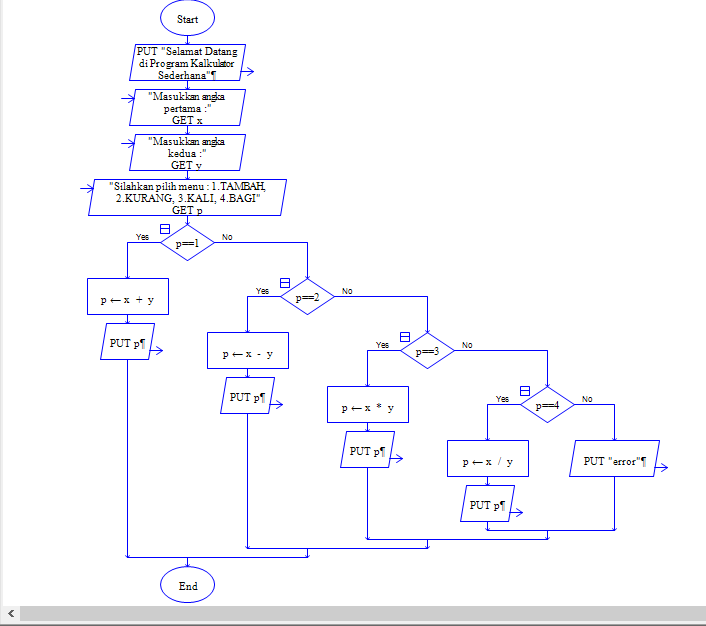 Start
PUT "Selamat Datang
di Program Kalkulator
Sederhana"¶
"Masukkan angka
pertama :"
GET x
"Masukkan angka
kedua :"
GET y
"Silahkan pilih menu : 1.TAMBAH,
2.KURANG, 3.KALI, 4.BAGI"
GET p
Yes
No
p==1
p ← x + y
PUT p¶
Yes
No
p==2
p ← x - y
PUT p¶
Yes
No
p==3
p ← x * y
PUT p¶
Yes
No
p==4
p ← x / y
PUT "error"¶
PUT p¶
End